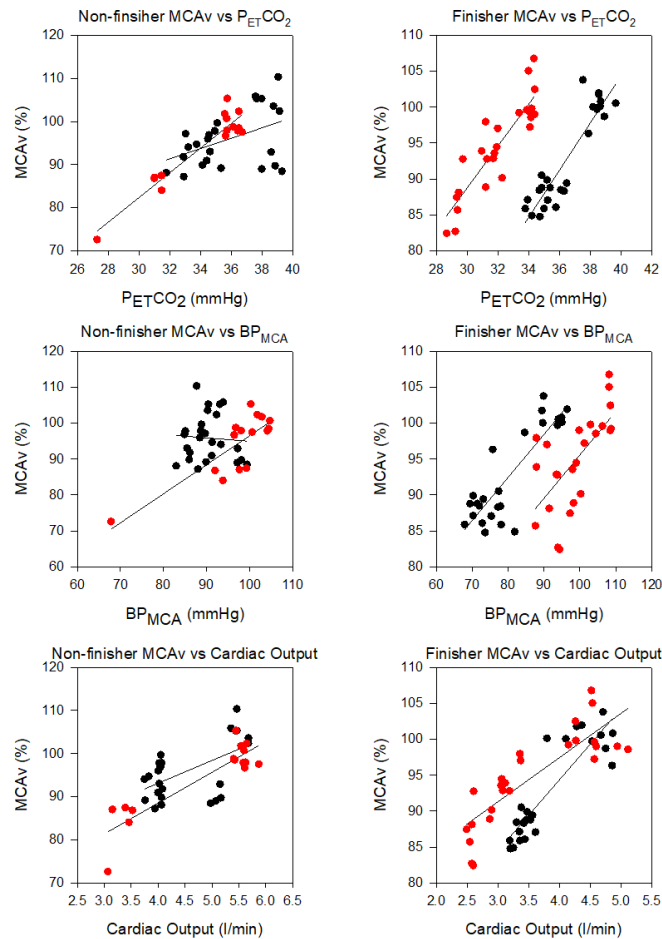 Non-finsiher MCAv vs PETCO2
MCAv (%)
120
110
100
90
80
70
26 28 30 32 34 36 38 40 42
PETCO2 (mmHg)
Finisher MCAv vs PETCO2
MCAv (%)
110
105
100
95
90
85
80
28 30 32 34 36 38 40 42
PETCO2 (mmHg)
Non-finisher MCAv vs BPMCA
MCAv (%)
120
110
100
90
80
70
60
60 70 80 90 100 110
BPMCA (mmHg)
Finisher MCAv vs BPMCA
MCAv (%)
110
105
100
95
90
85
80
60 70 80 90 100 110 120
BPMCA (mmHg)
Non-finisher MCAv vs Cardiac Output
MCAv (%)
120
110
100
90
80
70
2.5 3.0 3.5 4.0 4.5 5.0 5.5 6.0 6.5
Cardiac Output (l/min)
Finisher MCAv vs Cardiac Output
MCAv (%)
110
105
100
95
90
85
80
2.0 2.5 3.0 3.5 4.0 4.5 5.0 5.5
Cardiac Output (l/min)